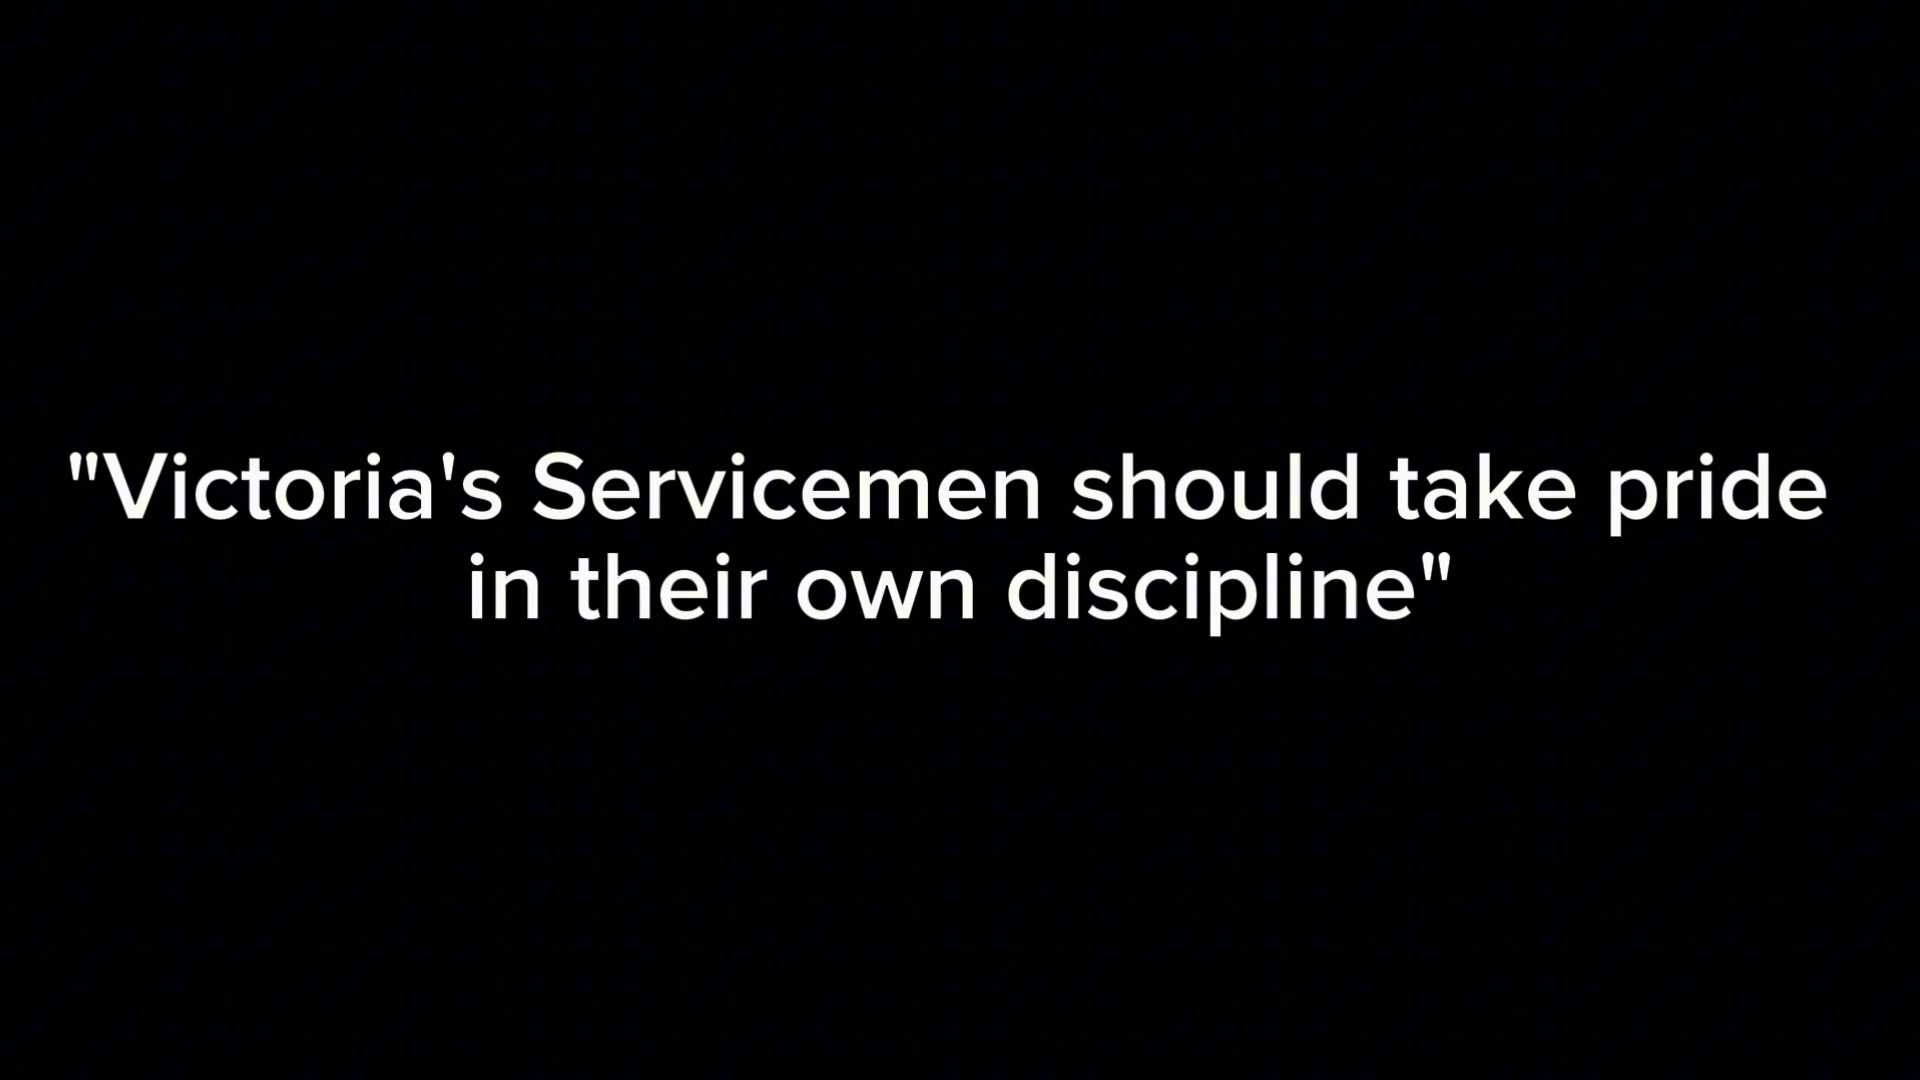 "Victoria's Servicemen should take pride
in their own discipline"